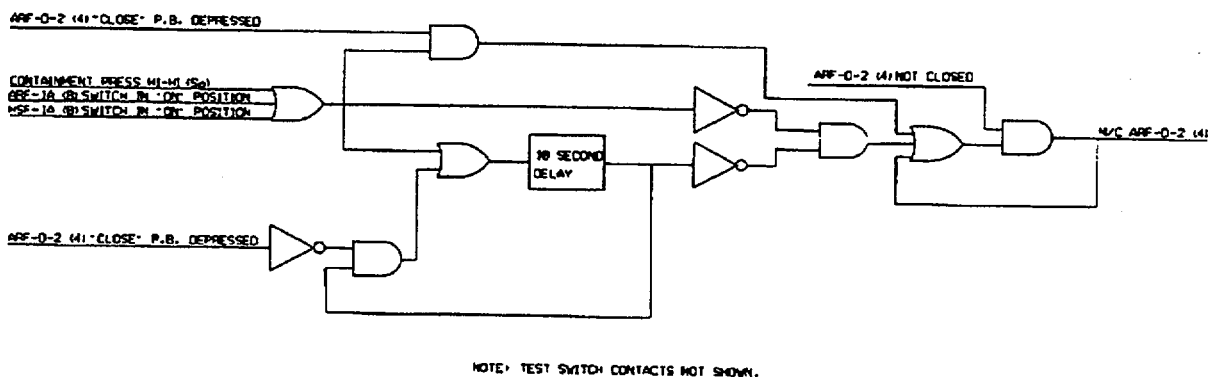 ARF-D-2 (4) "CLOSE" P.B. DEPRESSED
CONTAINMENT PRESS HI-HI (Sp)
ARF-1A (B) SWITCH IN "ON" POSITION
MSF-1A (B) SWITCH IN "ON" POSITION
ARF-D-2 (4) NOT CLOSED
M/C ARF-D-2 (4)
10 SECOND
DELAY
ARF-D-2 (4) "CLOSE" P.B. DEPRESSED
NOTE: TEST SWITCH CONTACTS NOT SHOWN.